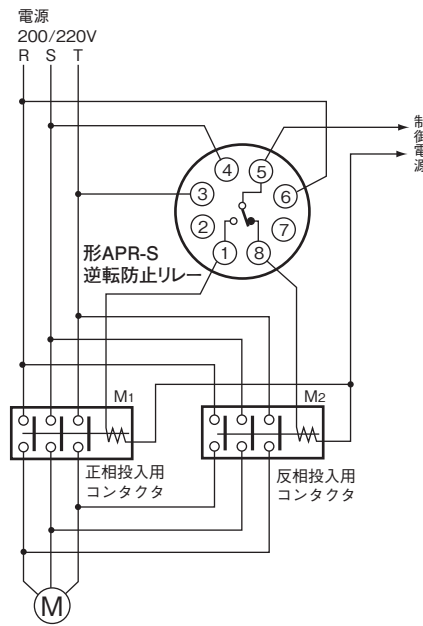 電源
200/220V
R S T
制御電源
4
5
3
6
2
7
1
8
形APR-S
逆転防止リレー
M1
M2
正相投入用
コンタクタ
反相投入用
コンタクタ
M